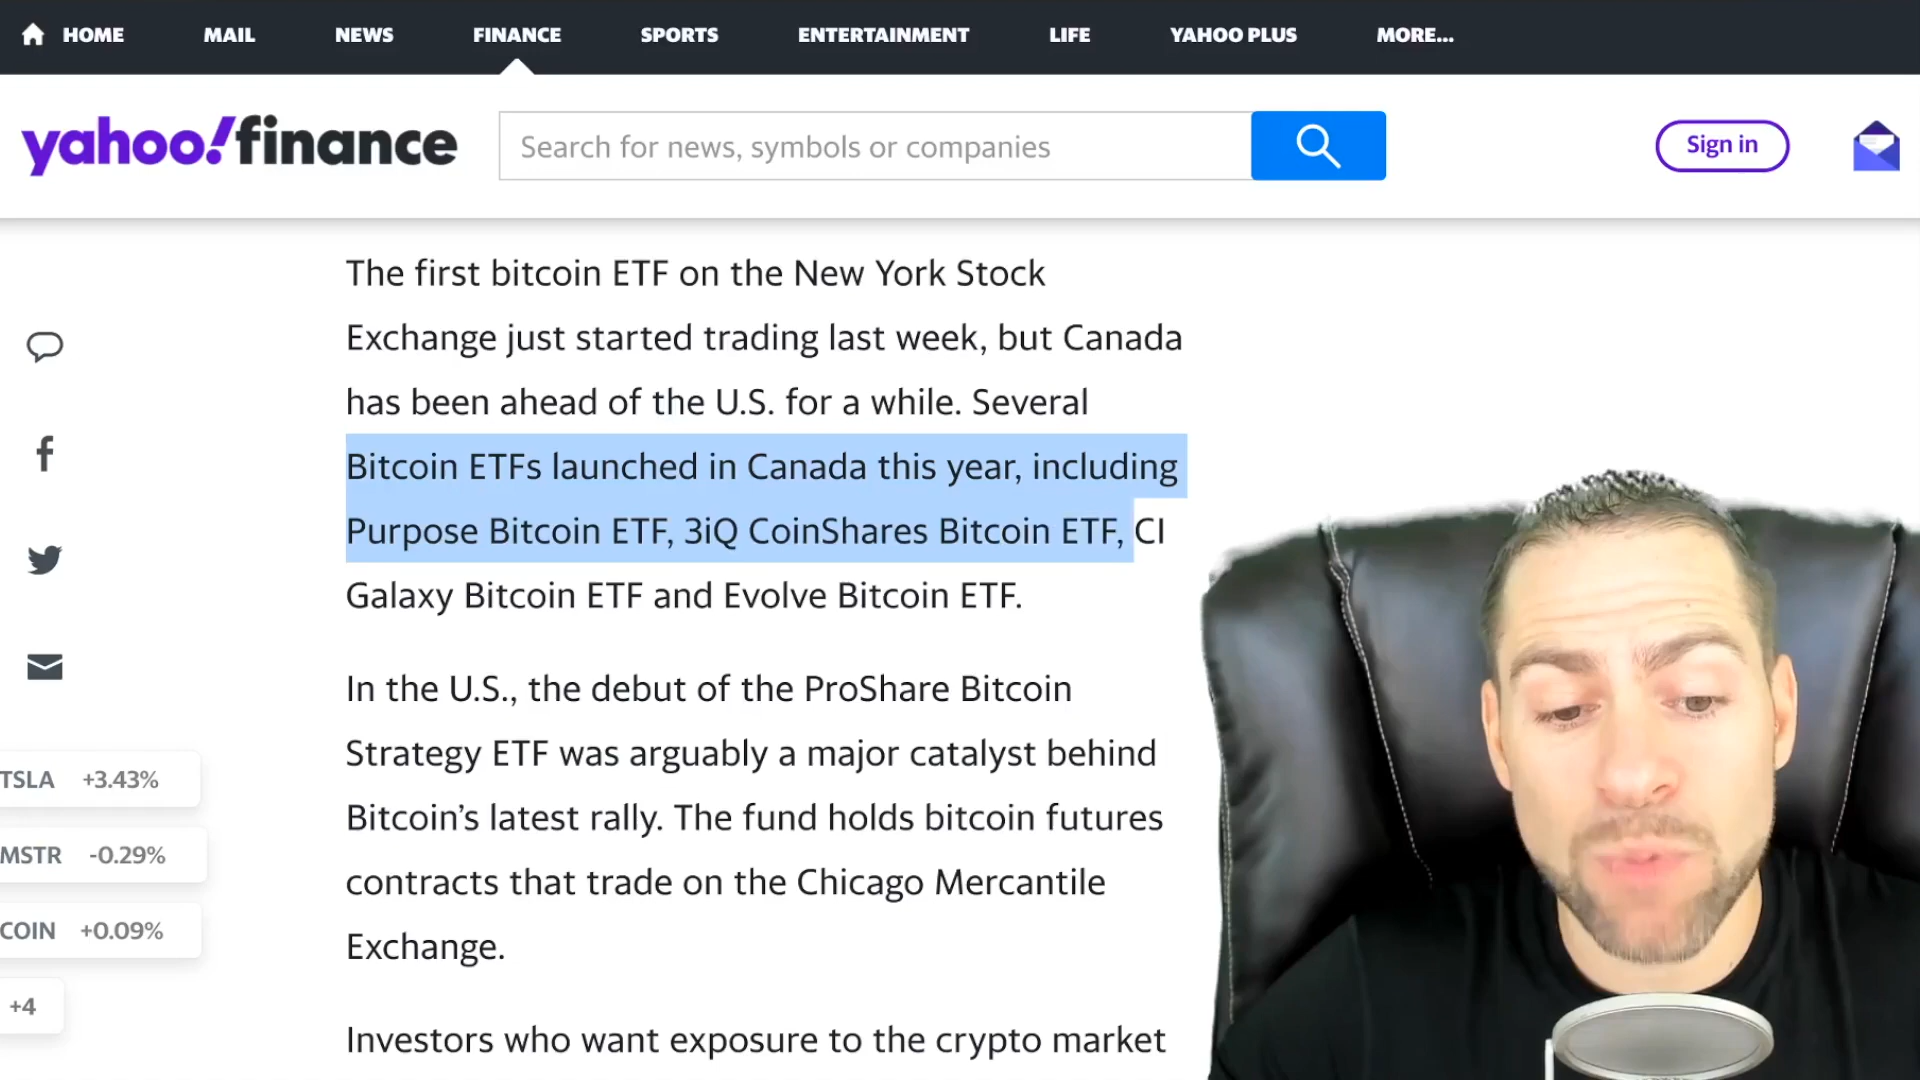 HOME MAIL NEWS FINANCE SPORTS ENTERTAINMENT LIFE YAHOO PLUS MORE...
yahoo!finance
Search for news, symbols or companies
Sign in
The first bitcoin ETF on the New York Stock
Exchange just started trading last week, but Canada
has been ahead of the U.S. for a while. Several
Bitcoin ETFs launched in Canada this year, including
Purpose Bitcoin ETF, 3iQ CoinShares Bitcoin ETF, CI
Galaxy Bitcoin ETF and Evolve Bitcoin ETF.
In the U.S., the debut of the ProShare Bitcoin
Strategy ETF was arguably a major catalyst behind
Bitcoin’s latest rally. The fund holds bitcoin futures
contracts that trade on the Chicago Mercantile
Exchange.
Investors who want exposure to the crypto market
TSLA +3.43%
MSTR -0.29%
COIN +0.09%
+4